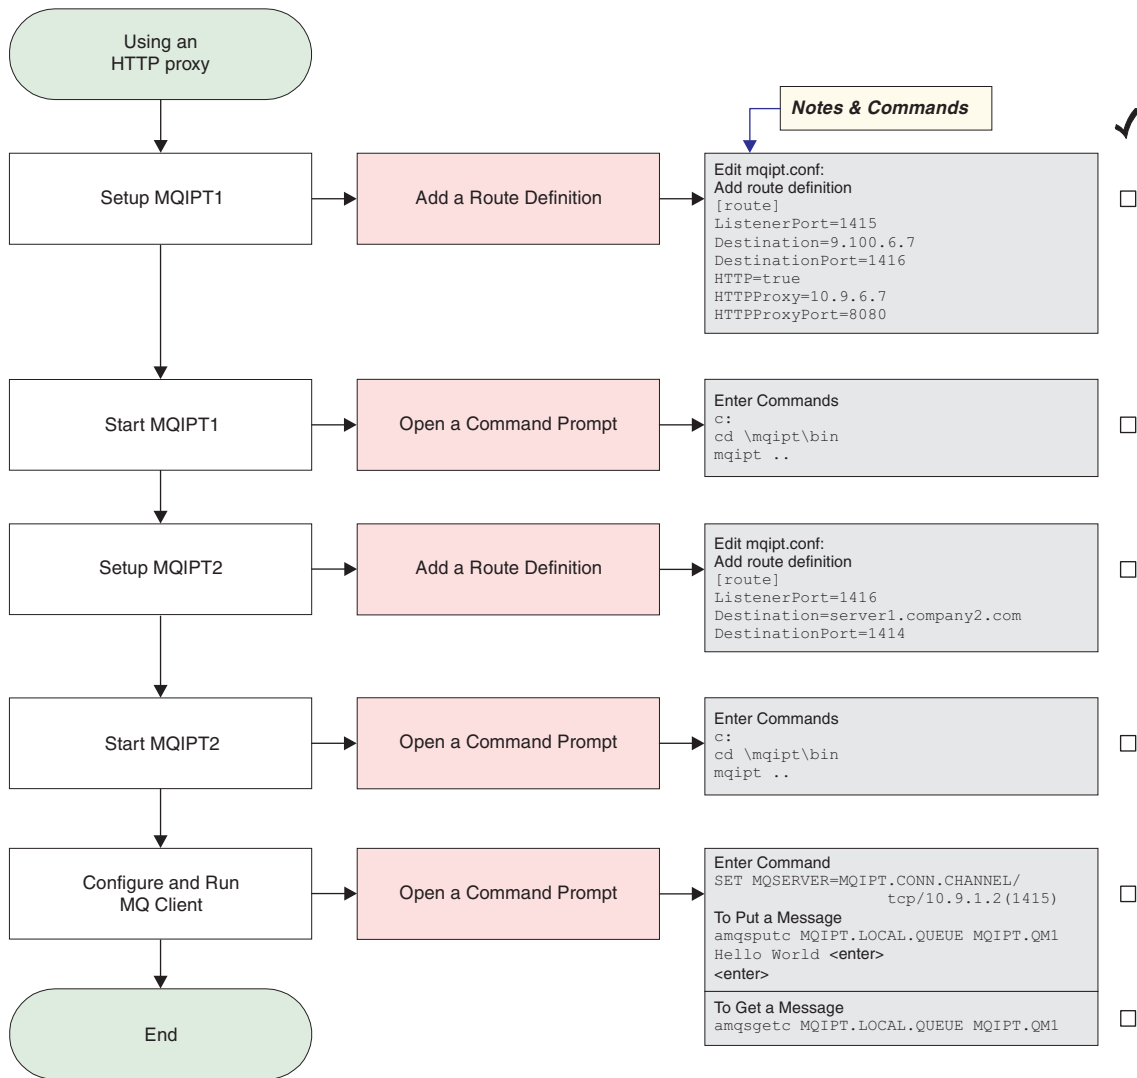 Using an
HTTP proxy
Notes & Commands
Setup MQIPT1
Add a Route Definition
Edit mqipt.conf:
Add route definition
[route]
ListenerPort=1415
Destination=9.100.6.7
DestinationPort=1416
HTTP=true
HTTPProxy=10.9.6.7
HTTPProxyPort=8080
Start MQIPT1
Open a Command Prompt
Enter Commands
c:
cd \mqipt\bin
mqipt ..
Setup MQIPT2
Add a Route Definition
Edit mqipt.conf:
Add route definition
[route]
ListenerPort=1416
Destination=server1.company2.com
DestinationPort=1414
Start MQIPT2
Open a Command Prompt
Enter Commands
c:
cd \mqipt\bin
mqipt ..
Configure and Run
MQ Client
Open a Command Prompt
Enter Command
SET MQSERVER=MQIPT.CONN.CHANNEL/
tcp/10.9.1.2(1415)
To Put a Message
amqsputc MQIPT.LOCAL.QUEUE MQIPT.QM1
Hello World <enter>
<enter>
To Get a Message
amqsgetc MQIPT.LOCAL.QUEUE MQIPT.QM1
End